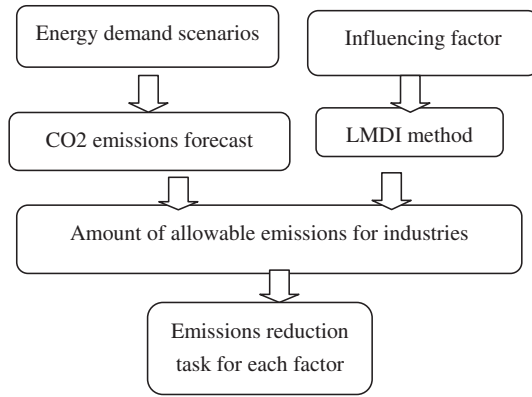 Energy demand scenarios
Influencing factor
CO2 emissions forecast
LMDI method
Amount of allowable emissions for industries
Emissions reduction
task for each factor